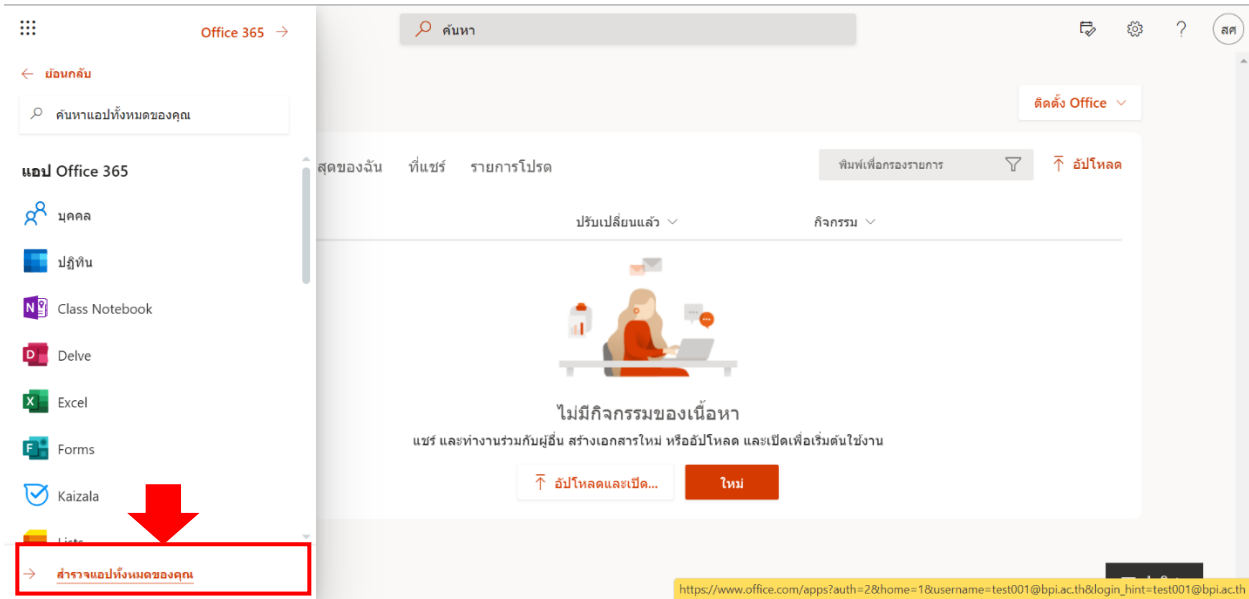 Office 365 →
ค้นหา
สศ
← ย้อนกลับ
ค้นหาแอปทั้งหมดของคุณ
แอป Office 365
บุคคล
ปฏิทิน
Class Notebook
Delve
Excel
Forms
Kaizala
Lists
→ สำรวจแอปทั้งหมดของคุณ
ติดตั้ง Office
สุดของฉัน ที่แชร์ รายการโปรด
พิมพ์เพื่อกรองรายการ
อัปโหลด
ปรับเปลี่ยนแล้ว กิจกรรม
ไม่มีกิจกรรมของเนื้อหา
แชร์ และทำงานร่วมกับผู้อื่น สร้างเอกสารใหม่ หรืออัปโหลด และเปิดเพื่อเริ่มต้นใช้งาน
อัปโหลดและเปิด... ใหม่
https://www.office.com/apps?auth=2&home=1&username=test001@bpi.ac.th&login_hint=test001@bpi.ac.th